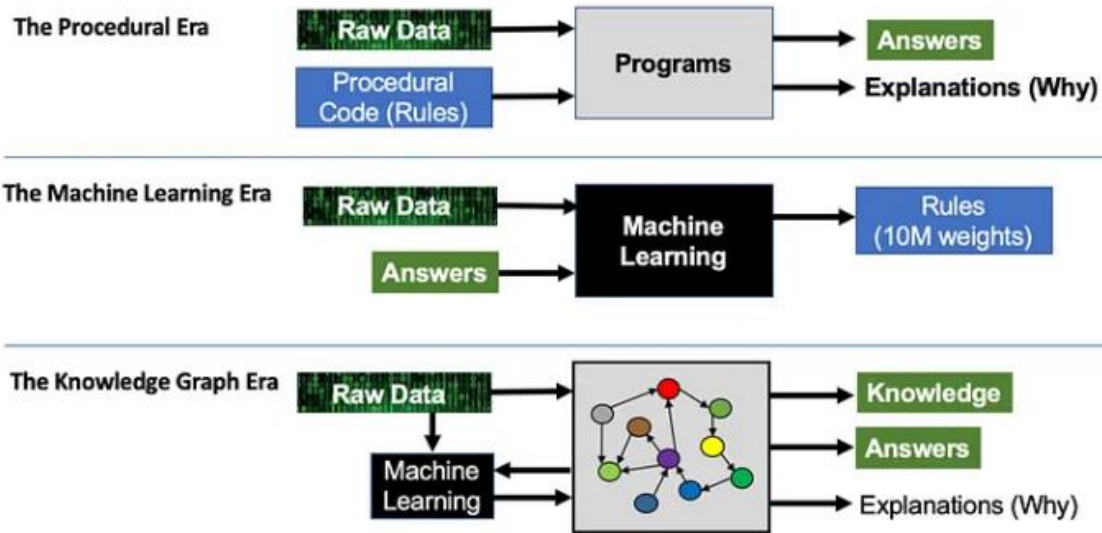 The Procedural Era
Raw Data
Procedural
Code (Rules)
Programs
Answers
Explanations (Why)
The Machine Learning Era
Raw Data
Answers
Machine
Learning
Rules
(10M weights)
The Knowledge Graph Era
Raw Data
Machine
Learning
Knowledge
Answers
Explanations (Why)